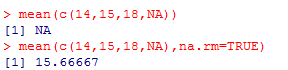 > mean(c(14,15,18,NA))
[1] NA
> mean(c(14,15,18,NA),na.rm=TRUE)
[1] 15.66667